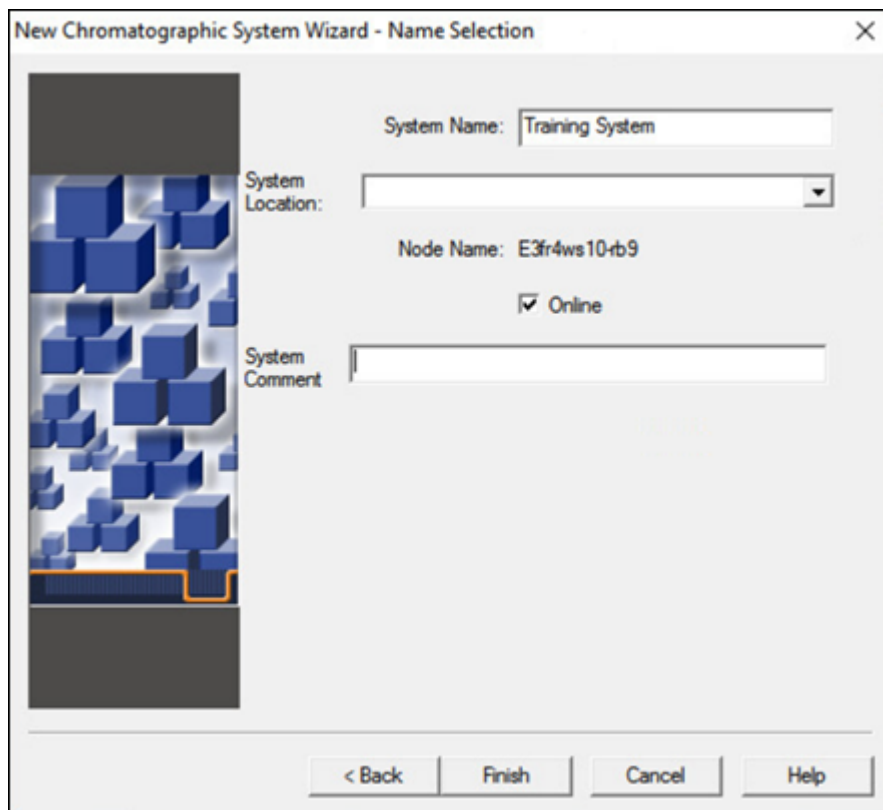 New Chromatographic System Wizard - Name Selection
System Name: Training System
System
Location:
Node Name: E3fr4ws10-rb9
Online
System
Comment
< Back Finish Cancel Help